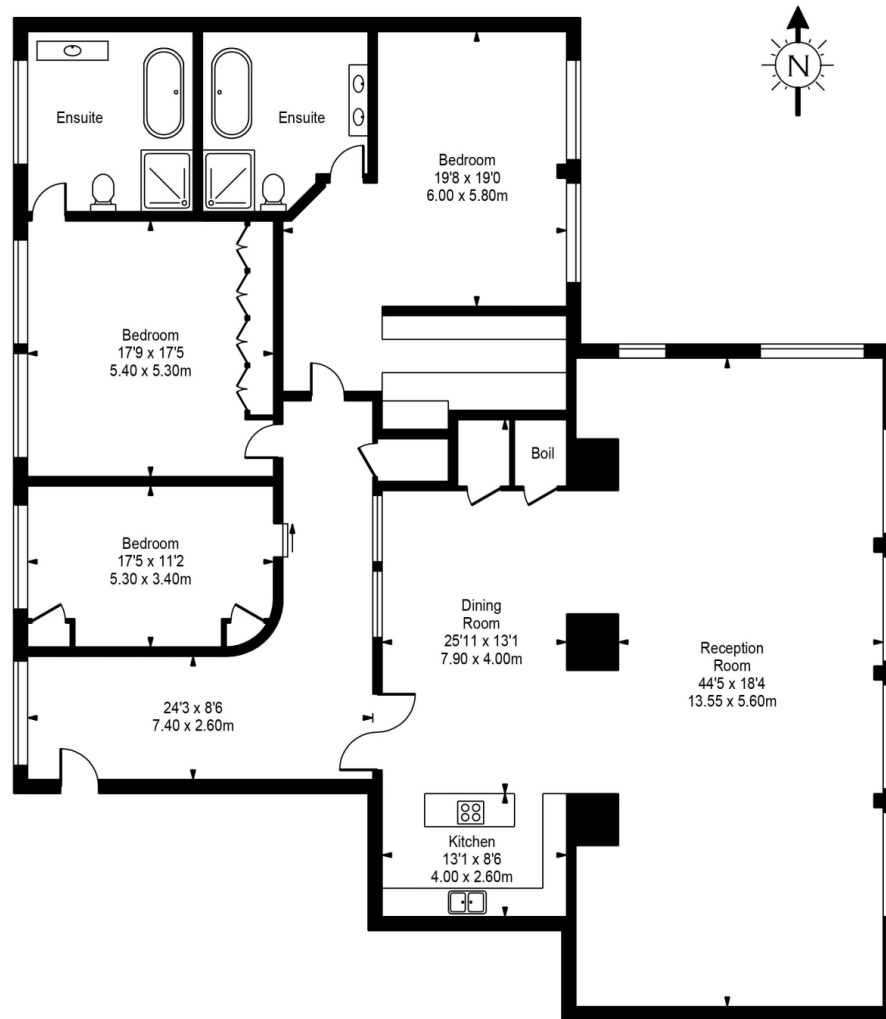 N
Ensuite
Ensuite
Bedroom
19'8 x 19'0
6.00 x 5.80m
Bedroom
17'9 x 17'5
5.40 x 5.30m
Boil
Bedroom
17'5 x 11'2
5.30 x 3.40m
Dining
Room
25'11 x 13'1
7.90 x 4.00m
Reception
Room
44'5 x 18'4
13.55 x 5.60m
24'3 x 8'6
7.40 x 2.60m
Kitchen
13'1 x 8'6
4.00 x 2.60m